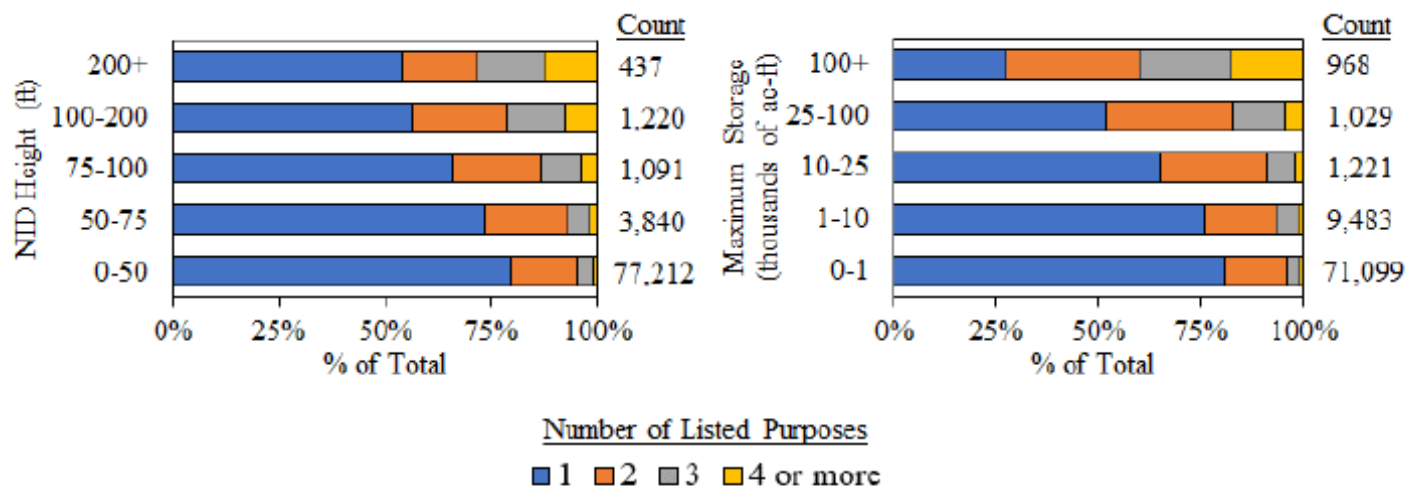 Count
200+ 437
100-200 1,220
75-100 1,091
50-75 3,840
0-50 77,212
NID Height (ft)
0% 25% 50% 75% 100%
% of Total
Count
100+ 968
25-100 1,029
10-25 1,221
1-10 9,483
0-1 71,099
Maximum Storage
(thousands of ac-ft)
0% 25% 50% 75% 100%
% of Total
Number of Listed Purposes
1 2 3 4 or more